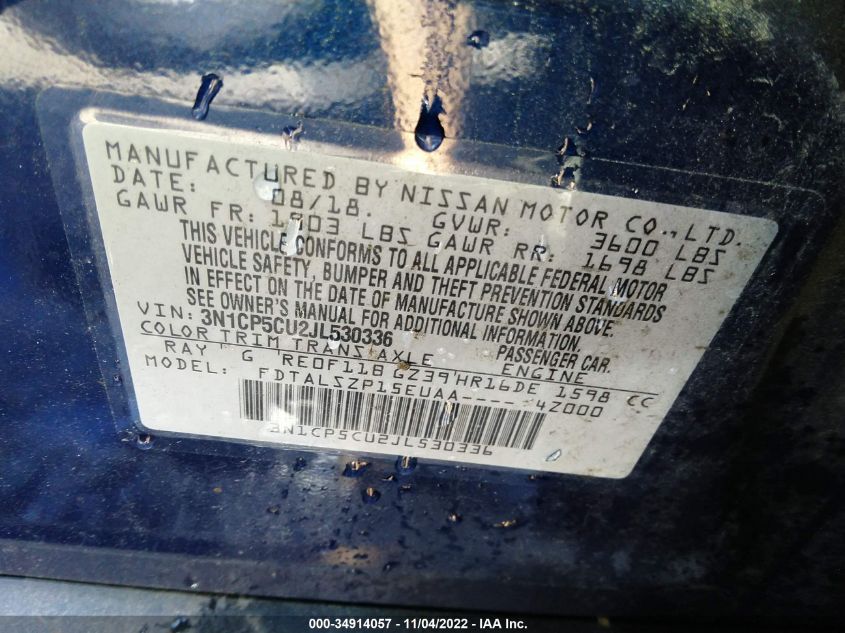 MANUFACTURED BY NISSAN MOTOR CO., LTD.
DATE: 08/18. GVWR: 3600 LBS
GAWR FR: 1903 LBS GAWR RR: 1698 LBS
THIS VEHICLE CONFORMS TO ALL APPLICABLE FEDERAL MOTOR
VEHICLE SAFETY, BUMPER AND THEFT PREVENTION STANDARDS
IN EFFECT ON THE DATE OF MANUFACTURE SHOWN ABOVE.
SEE OWNER'S MANUAL FOR ADDITIONAL INFORMATION.
VIN: 3N1CP5CU2JL530336 PASSENGER CAR.
COLOR TRIM TRANS AXLE ENGINE
RAY G RE0F11B GZ39 HR16DE 1598 CC
MODEL: FDTALSZP15EUAA----4Z000
3N1CP5CU2JL530336
000-34914057 - 11/04/2022 - IAA Inc.